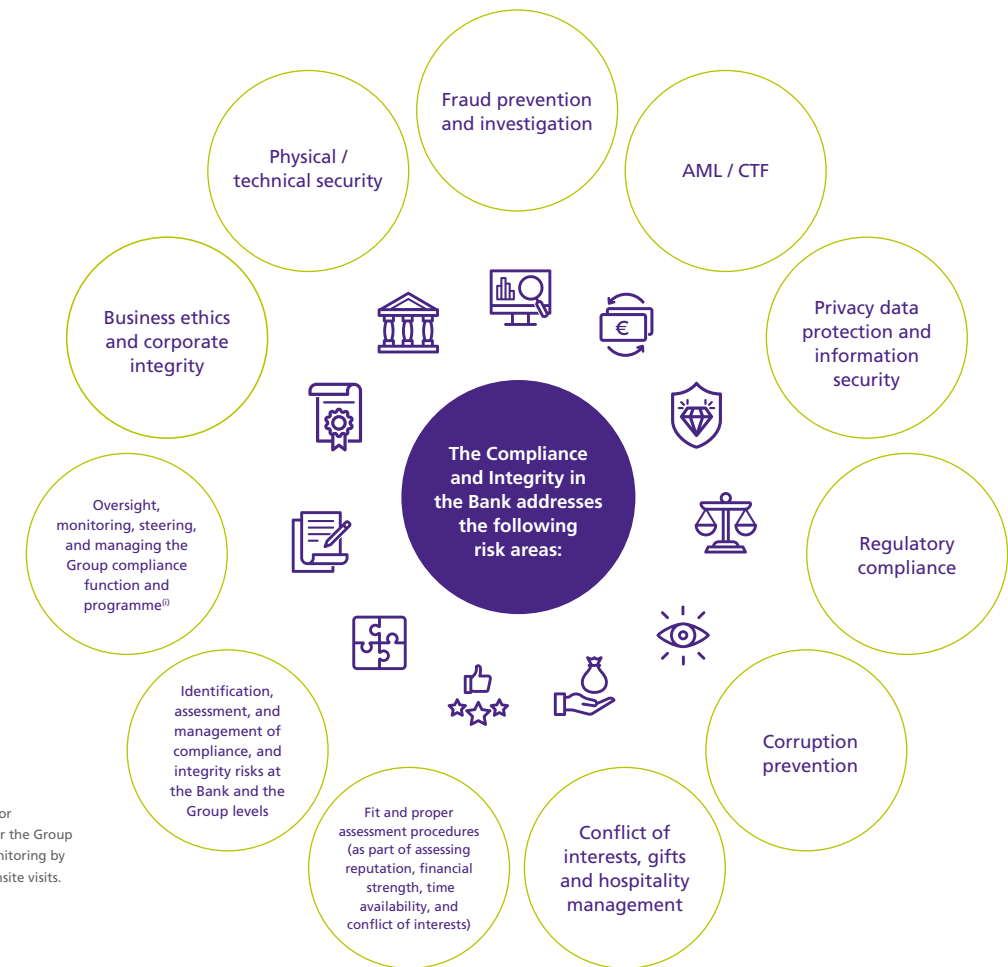 Fraud prevention
and investigation
AML / CTF
Privacy data
protection and
information
security
Regulatory
compliance
Corruption
prevention
Conflict of
interests, gifts
and hospitality
management
Fit and proper
assessment procedures
(as part of assessing
reputation, financial
strength, time
availability, and
conflict of interests)
Identification,
assessment, and
management of
compliance, and
integrity risks at
the Bank and the
Group levels
Oversight,
monitoring, steering,
and managing the
Group compliance
function and
programme(i)
Business ethics
and corporate
integrity
Physical /
technical security
The Compliance
and Integrity in
the Bank addresses
the following
risk areas:
€
or
the Group
by
visits.